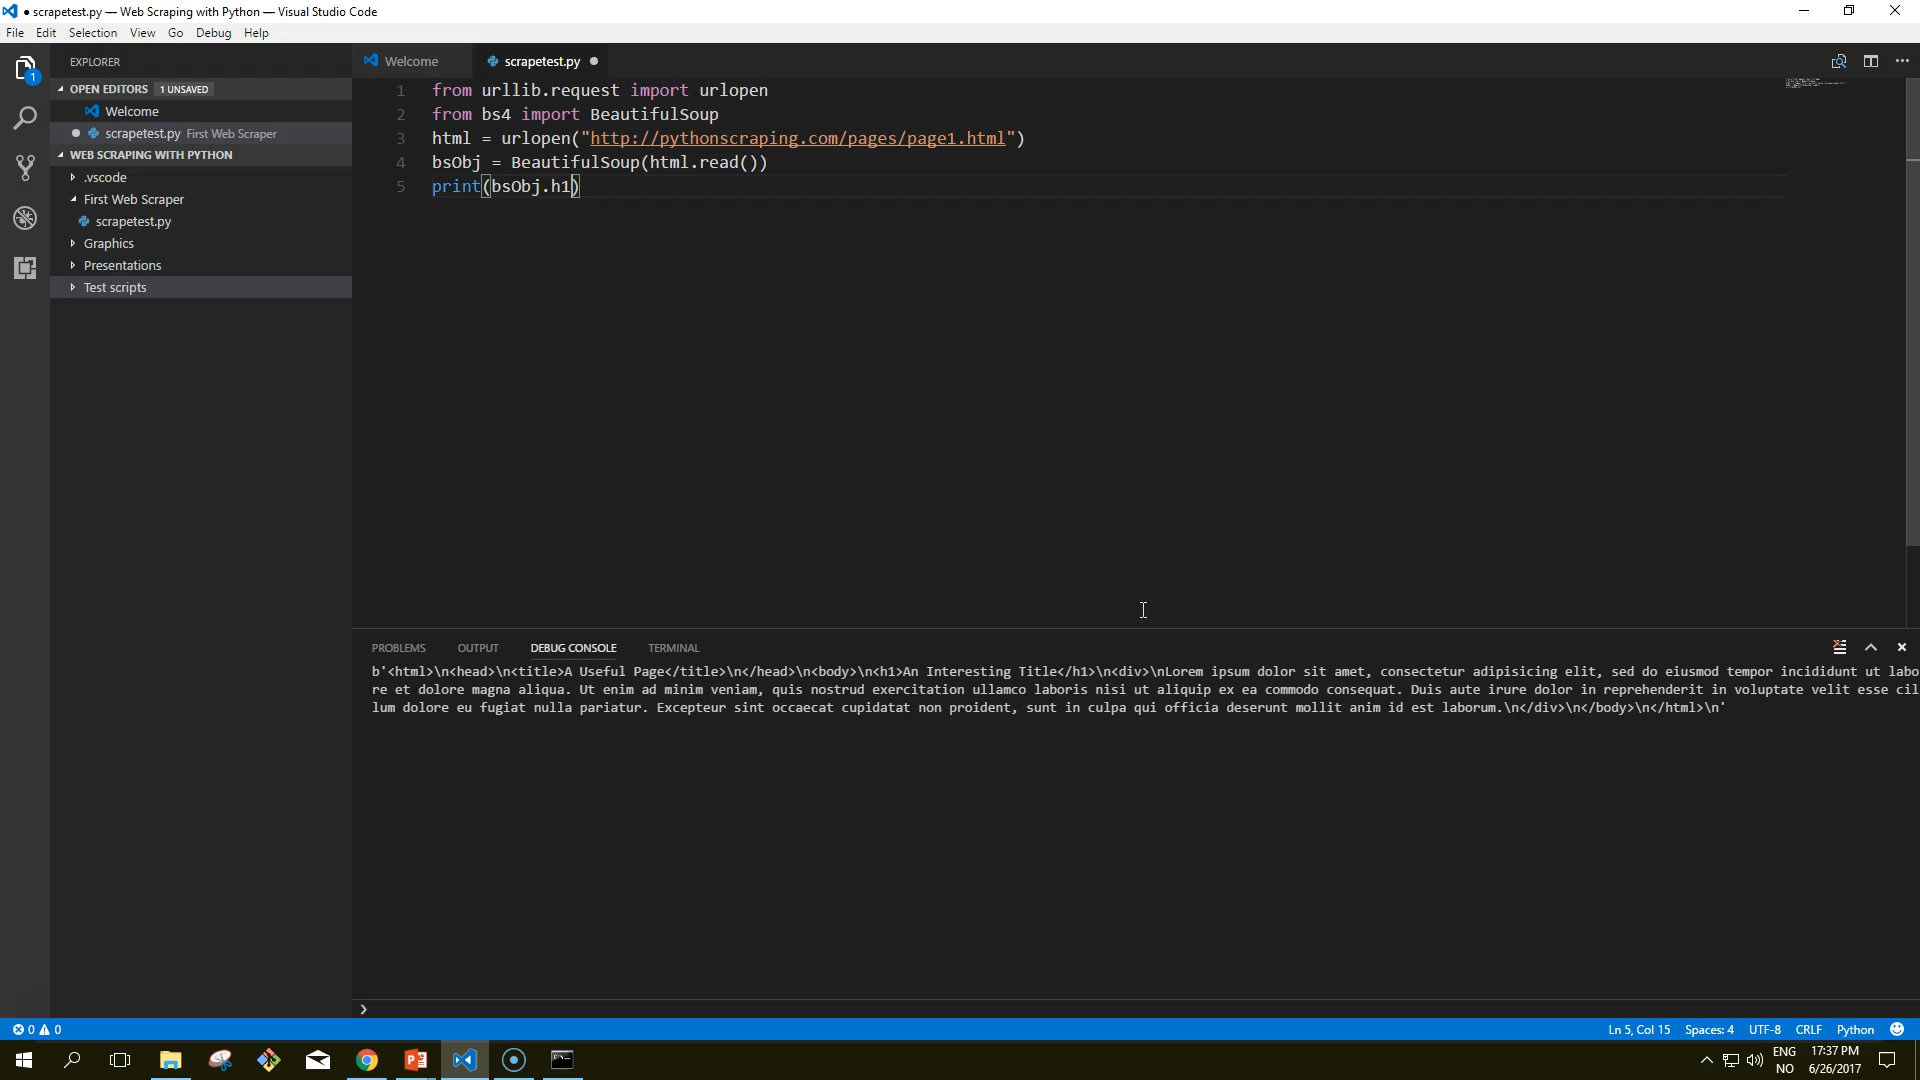 scrapetest.py — Web Scraping with Python — Visual Studio Code
File Edit Selection View Go Debug Help
EXPLORER
OPEN EDITORS 1 UNSAVED
Welcome
scrapetest.py First Web Scraper
WEB SCRAPING WITH PYTHON
.vscode
First Web Scraper
scrapetest.py
Graphics
Presentations
Test scripts
1
Welcome scrapetest.py
1 from urllib.request import urlopen
2 from bs4 import BeautifulSoup
3 html = urlopen("http://pythonscraping.com/pages/page1.html")
4 bsObj = BeautifulSoup(html.read())
5 print(bsObj.h1)
PROBLEMS OUTPUT DEBUG CONSOLE TERMINAL
b'<html>\n<head>\n<title>A Useful Page</title>\n</head>\n<body>\n<h1>An Interesting Title</h1>\n<div>\nLorem ipsum dolor sit amet, consectetur adipisicing elit, sed do eiusmod tempor incididunt ut labo
re et dolore magna aliqua. Ut enim ad minim veniam, quis nostrud exercitation ullamco laboris nisi ut aliquip ex ea commodo consequat. Duis aute irure dolor in reprehenderit in voluptate velit esse cil
lum dolore eu fugiat nulla pariatur. Excepteur sint occaecat cupidatat non proident, sunt in culpa qui officia deserunt mollit anim id est laborum.\n</div>\n</body>\n</html>\n'
0 0
Ln 5, Col 15 Spaces: 4 UTF-8 CRLF Python
ENG 17:37 PM
NO 6/26/2017